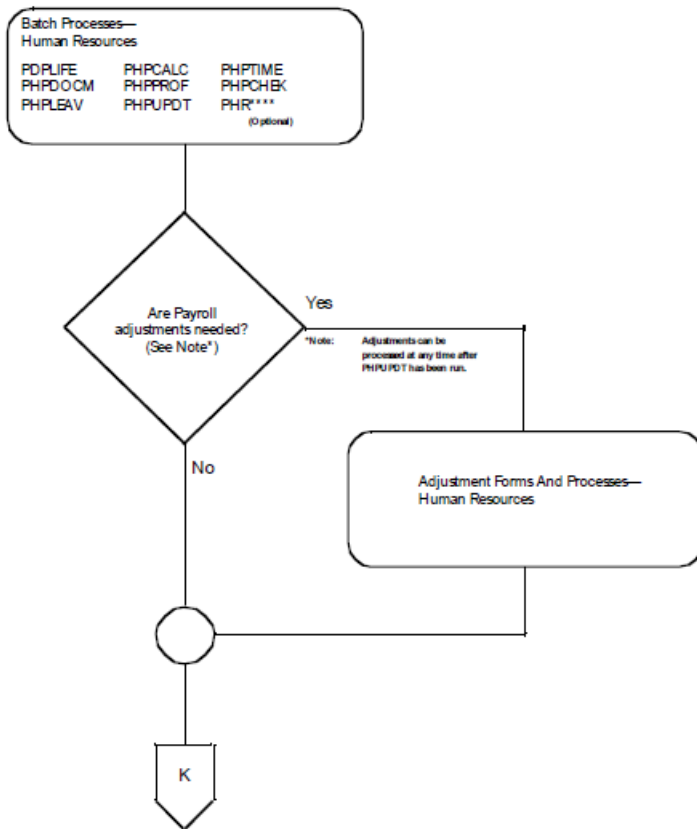 Batch Processes—
Human Resources
PDPLIFE PHPCALC PHPTIME
PHPDOCM PHPPROF PHPCHEK
PHPLEAV PHPUPDT PHR****
(Optional)
Are Payroll
adjustments needed?
(See Note*)
Yes
*Note: Adjustments can be
processed at any time after
PHPUPDT has been run.
No
Adjustment Forms And Processes—
Human Resources
K